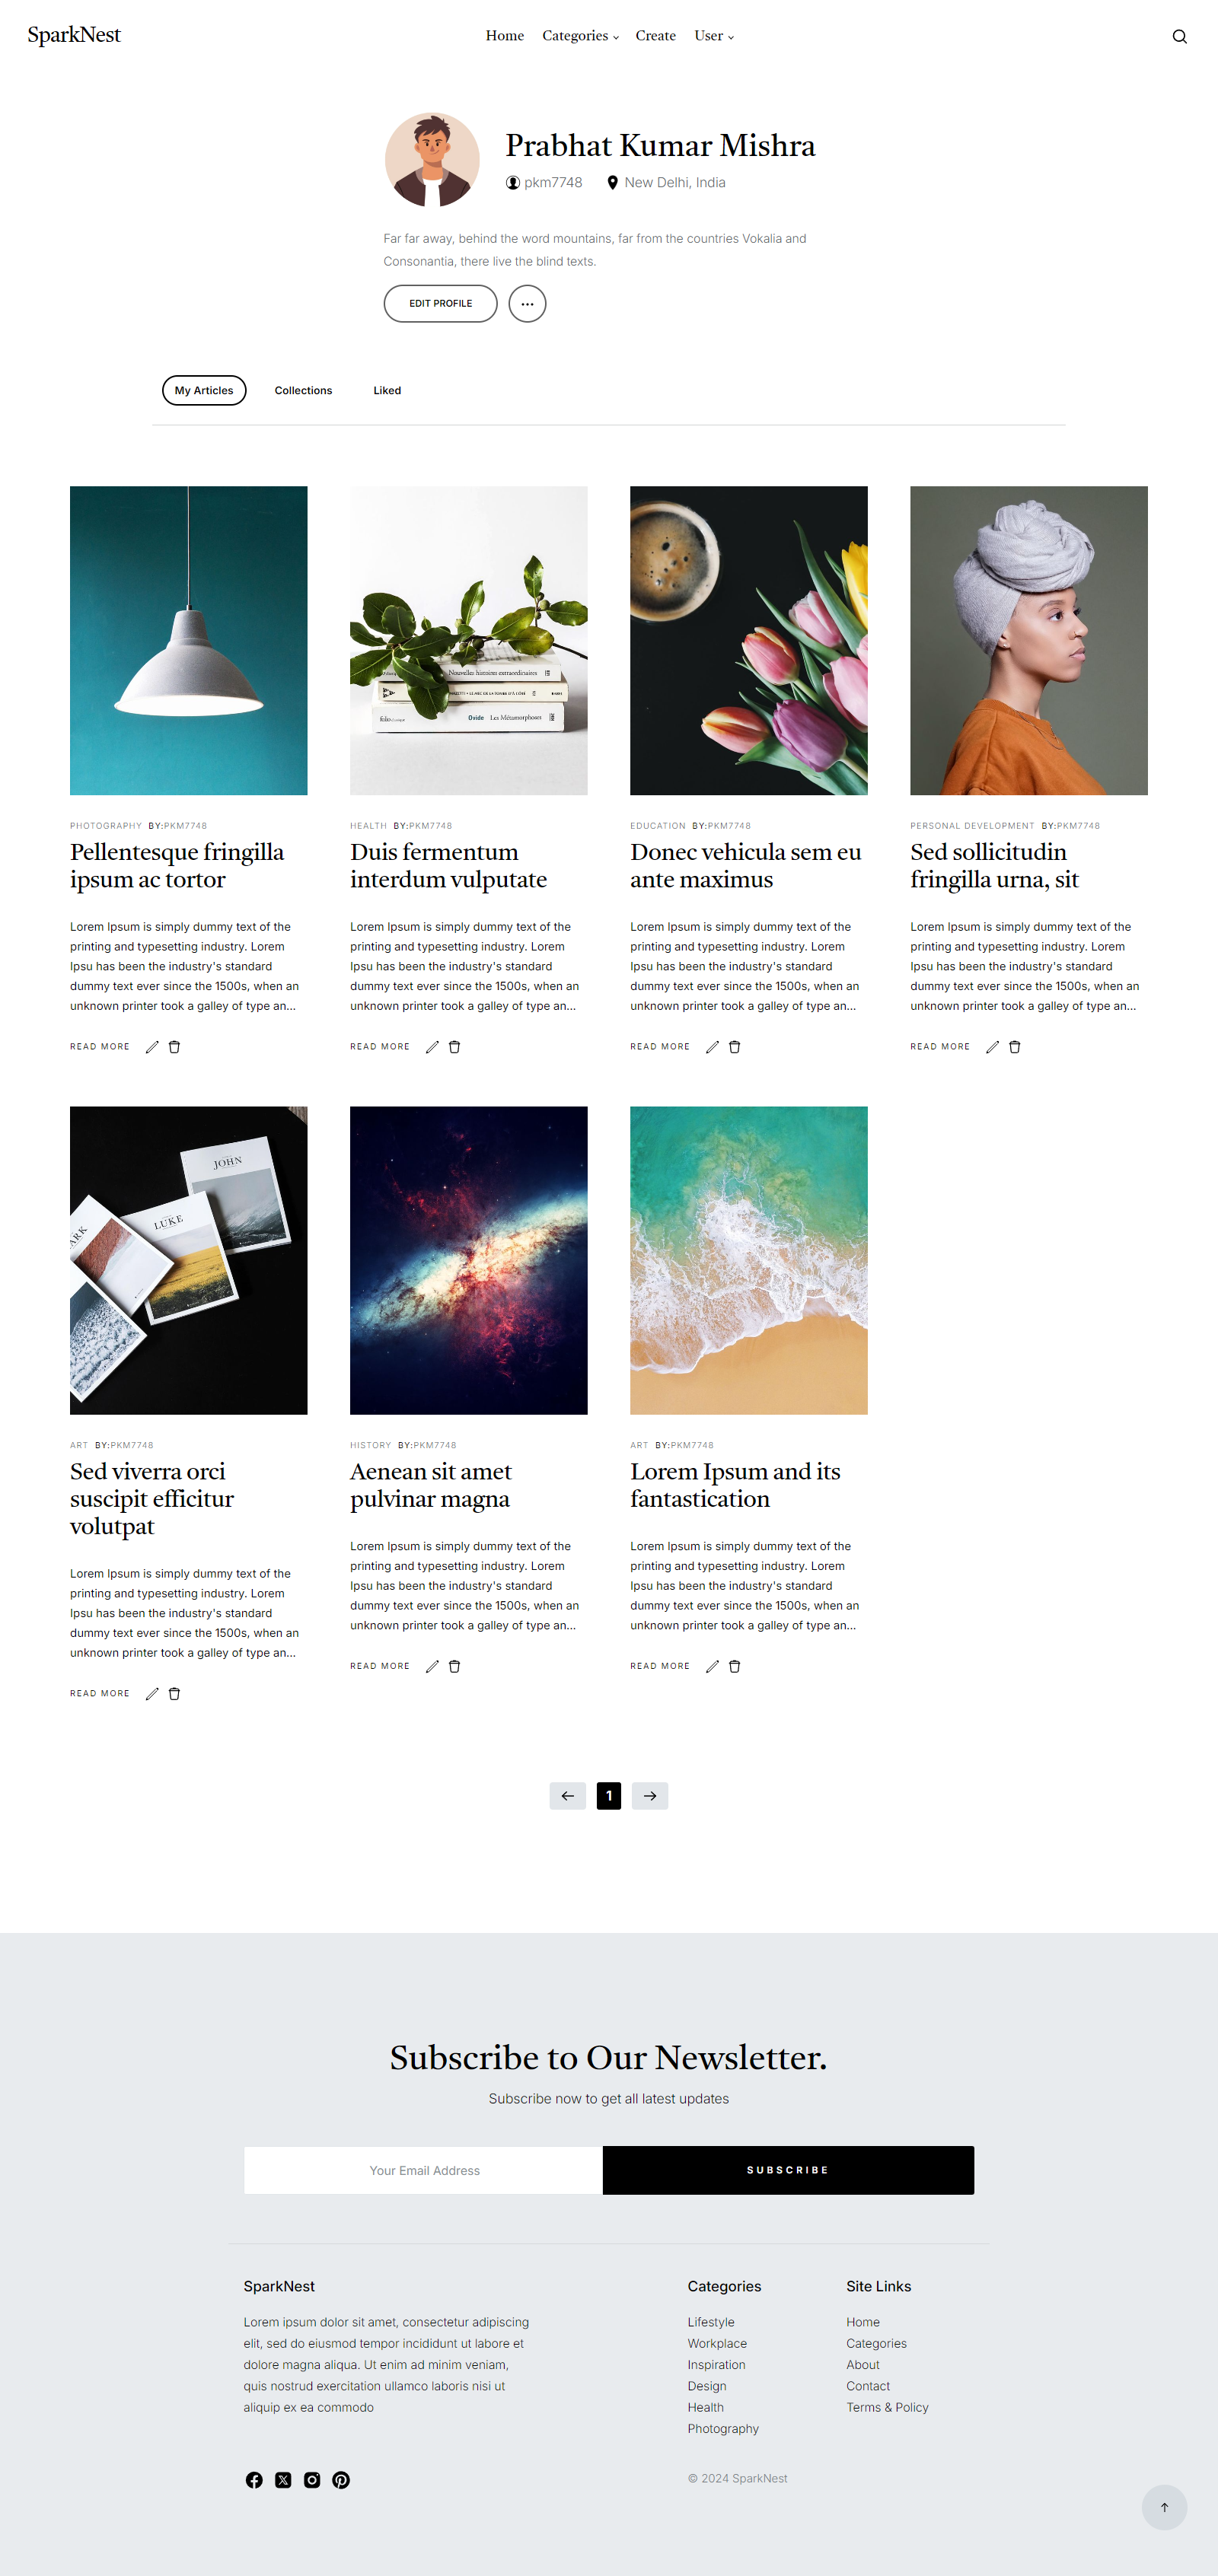 SparkNest
Home Categories Create User
Prabhat Kumar Mishra
pkm7748 New Delhi, India
Far far away, behind the word mountains, far from the countries Vokalia and
Consonantia, there live the blind texts.
EDIT PROFILE
My Articles Collections Liked
Nouvelles histoires extraordinaires
folio
Ovide Les Métamorphoses
PHOTOGRAPHY BY:PKM7748
Pellentesque fringilla
ipsum ac tortor
Lorem Ipsum is simply dummy text of the
printing and typesetting industry. Lorem
Ipsu has been the industry's standard
dummy text ever since the 1500s, when an
unknown printer took a galley of type an...
READ MORE
HEALTH BY:PKM7748
Duis fermentum
interdum vulputate
Lorem Ipsum is simply dummy text of the
printing and typesetting industry. Lorem
Ipsu has been the industry's standard
dummy text ever since the 1500s, when an
unknown printer took a galley of type an...
READ MORE
EDUCATION BY:PKM7748
Donec vehicula sem eu
ante maximus
Lorem Ipsum is simply dummy text of the
printing and typesetting industry. Lorem
Ipsu has been the industry's standard
dummy text ever since the 1500s, when an
unknown printer took a galley of type an...
READ MORE
PERSONAL DEVELOPMENT BY:PKM7748
Sed sollicitudin
fringilla urna, sit
Lorem Ipsum is simply dummy text of the
printing and typesetting industry. Lorem
Ipsu has been the industry's standard
dummy text ever since the 1500s, when an
unknown printer took a galley of type an...
READ MORE
JOHN
LUKE
ARK
ART BY:PKM7748
Sed viverra orci
suscipit efficitur
volutpat
Lorem Ipsum is simply dummy text of the
printing and typesetting industry. Lorem
Ipsu has been the industry's standard
dummy text ever since the 1500s, when an
unknown printer took a galley of type an...
READ MORE
HISTORY BY:PKM7748
Aenean sit amet
pulvinar magna
Lorem Ipsum is simply dummy text of the
printing and typesetting industry. Lorem
Ipsu has been the industry's standard
dummy text ever since the 1500s, when an
unknown printer took a galley of type an...
READ MORE
ART BY:PKM7748
Lorem Ipsum and its
fantastication
Lorem Ipsum is simply dummy text of the
printing and typesetting industry. Lorem
Ipsu has been the industry's standard
dummy text ever since the 1500s, when an
unknown printer took a galley of type an...
READ MORE
1
Subscribe to Our Newsletter.
Subscribe now to get all latest updates
Your Email Address
SUBSCRIBE
SparkNest
Lorem ipsum dolor sit amet, consectetur adipiscing
elit, sed do eiusmod tempor incididunt ut labore et
dolore magna aliqua. Ut enim ad minim veniam,
quis nostrud exercitation ullamco laboris nisi ut
aliquip ex ea commodo
Categories
Lifestyle
Workplace
Inspiration
Design
Health
Photography
Site Links
Home
Categories
About
Contact
Terms & Policy
© 2024 SparkNest